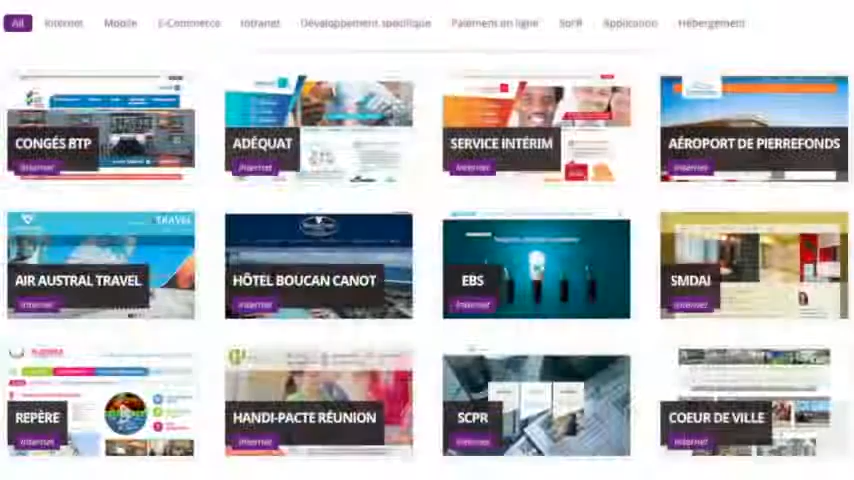 All Internet Mobile E-Commerce Intranet Développement spécifique Paiement en ligne SoPR Application Hébergement
CONGÉS BTP ADÉQUAT SERVICE INTÉRIM AÉROPORT DE PIERREFONDS
Internet Internet Internet Internet
TRAVEL
AIR AUSTRAL TRAVEL HÔTEL BOUCAN CANOT EBS SMDAI
Internet Internet Internet Internet
REPÈRE HANDI-PACTE RÉUNION SCPR COEUR DE VILLE
Internet Internet Internet Internet